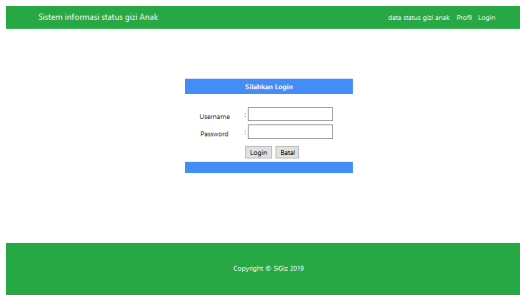 Sistem informasi status gizi Anak
data status gizi anak Profil Login
Silahkan Login
Username :
Password :
Login Batal
Copyright © SiGiz 2019